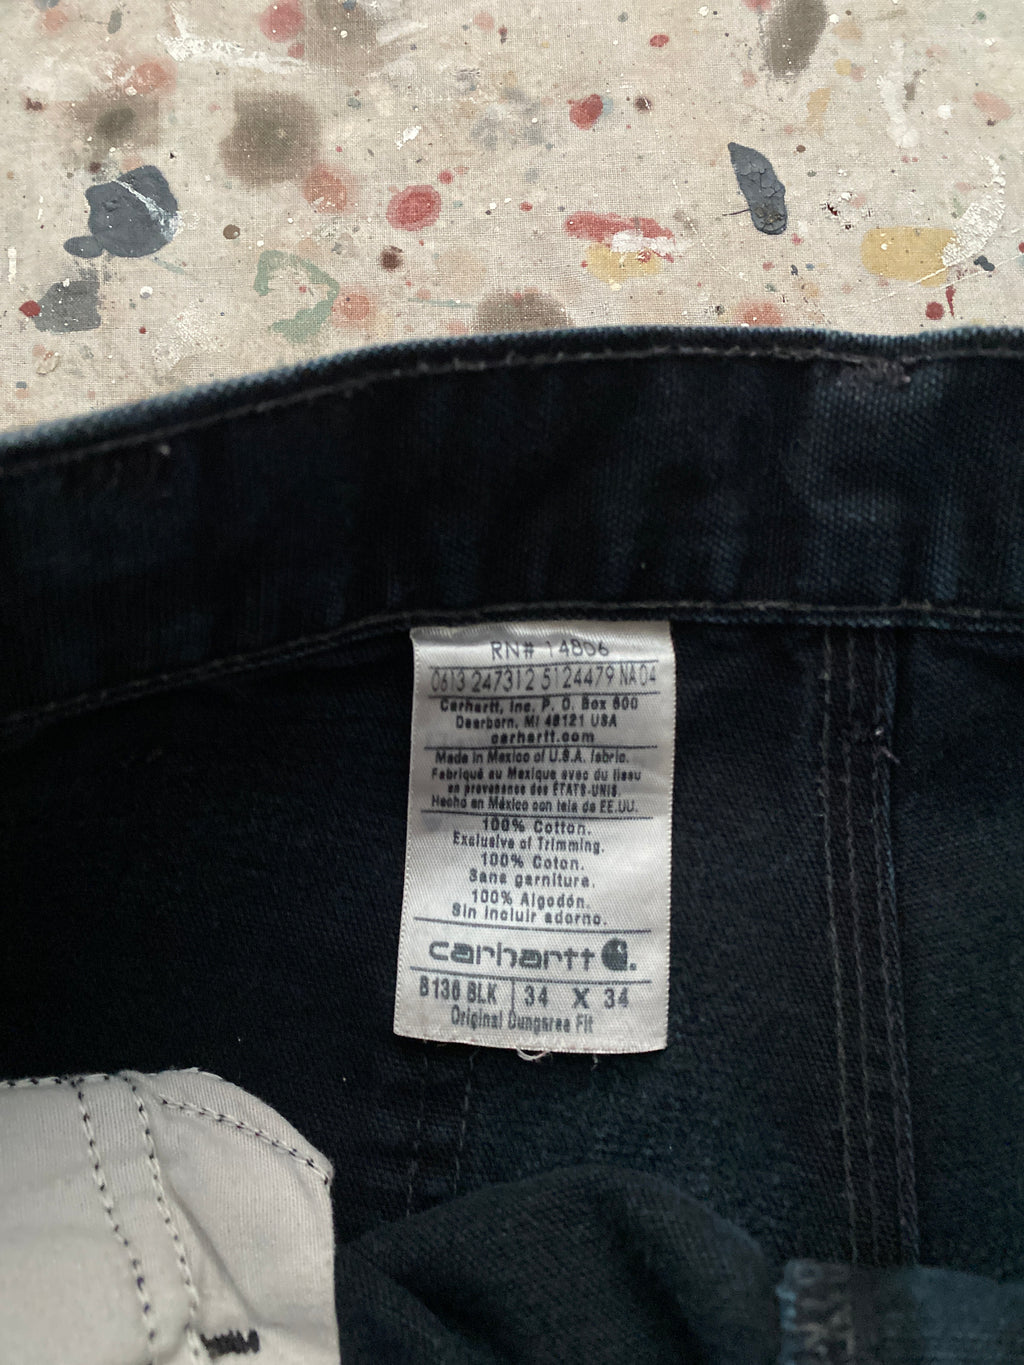 RN# 14806
0613 247312 5124479 NA04
Carhartt, Inc. P. O. Box 600
Dearborn, MI 48121 USA
carhartt.com
Made in Mexico of U.S.A. fabric.
Fabriqué au Mexique avec du tissu
en provenance des ÉTATS-UNIS.
Hecho en México con tela de EE.UU.
100% Cotton.
Exclusive of Trimming.
100% Coton.
Sans garniture.
100% Algodón.
Sin incluir adorno.
carhartt
B136 BLK 34 X 34
Original Dungaree Fit